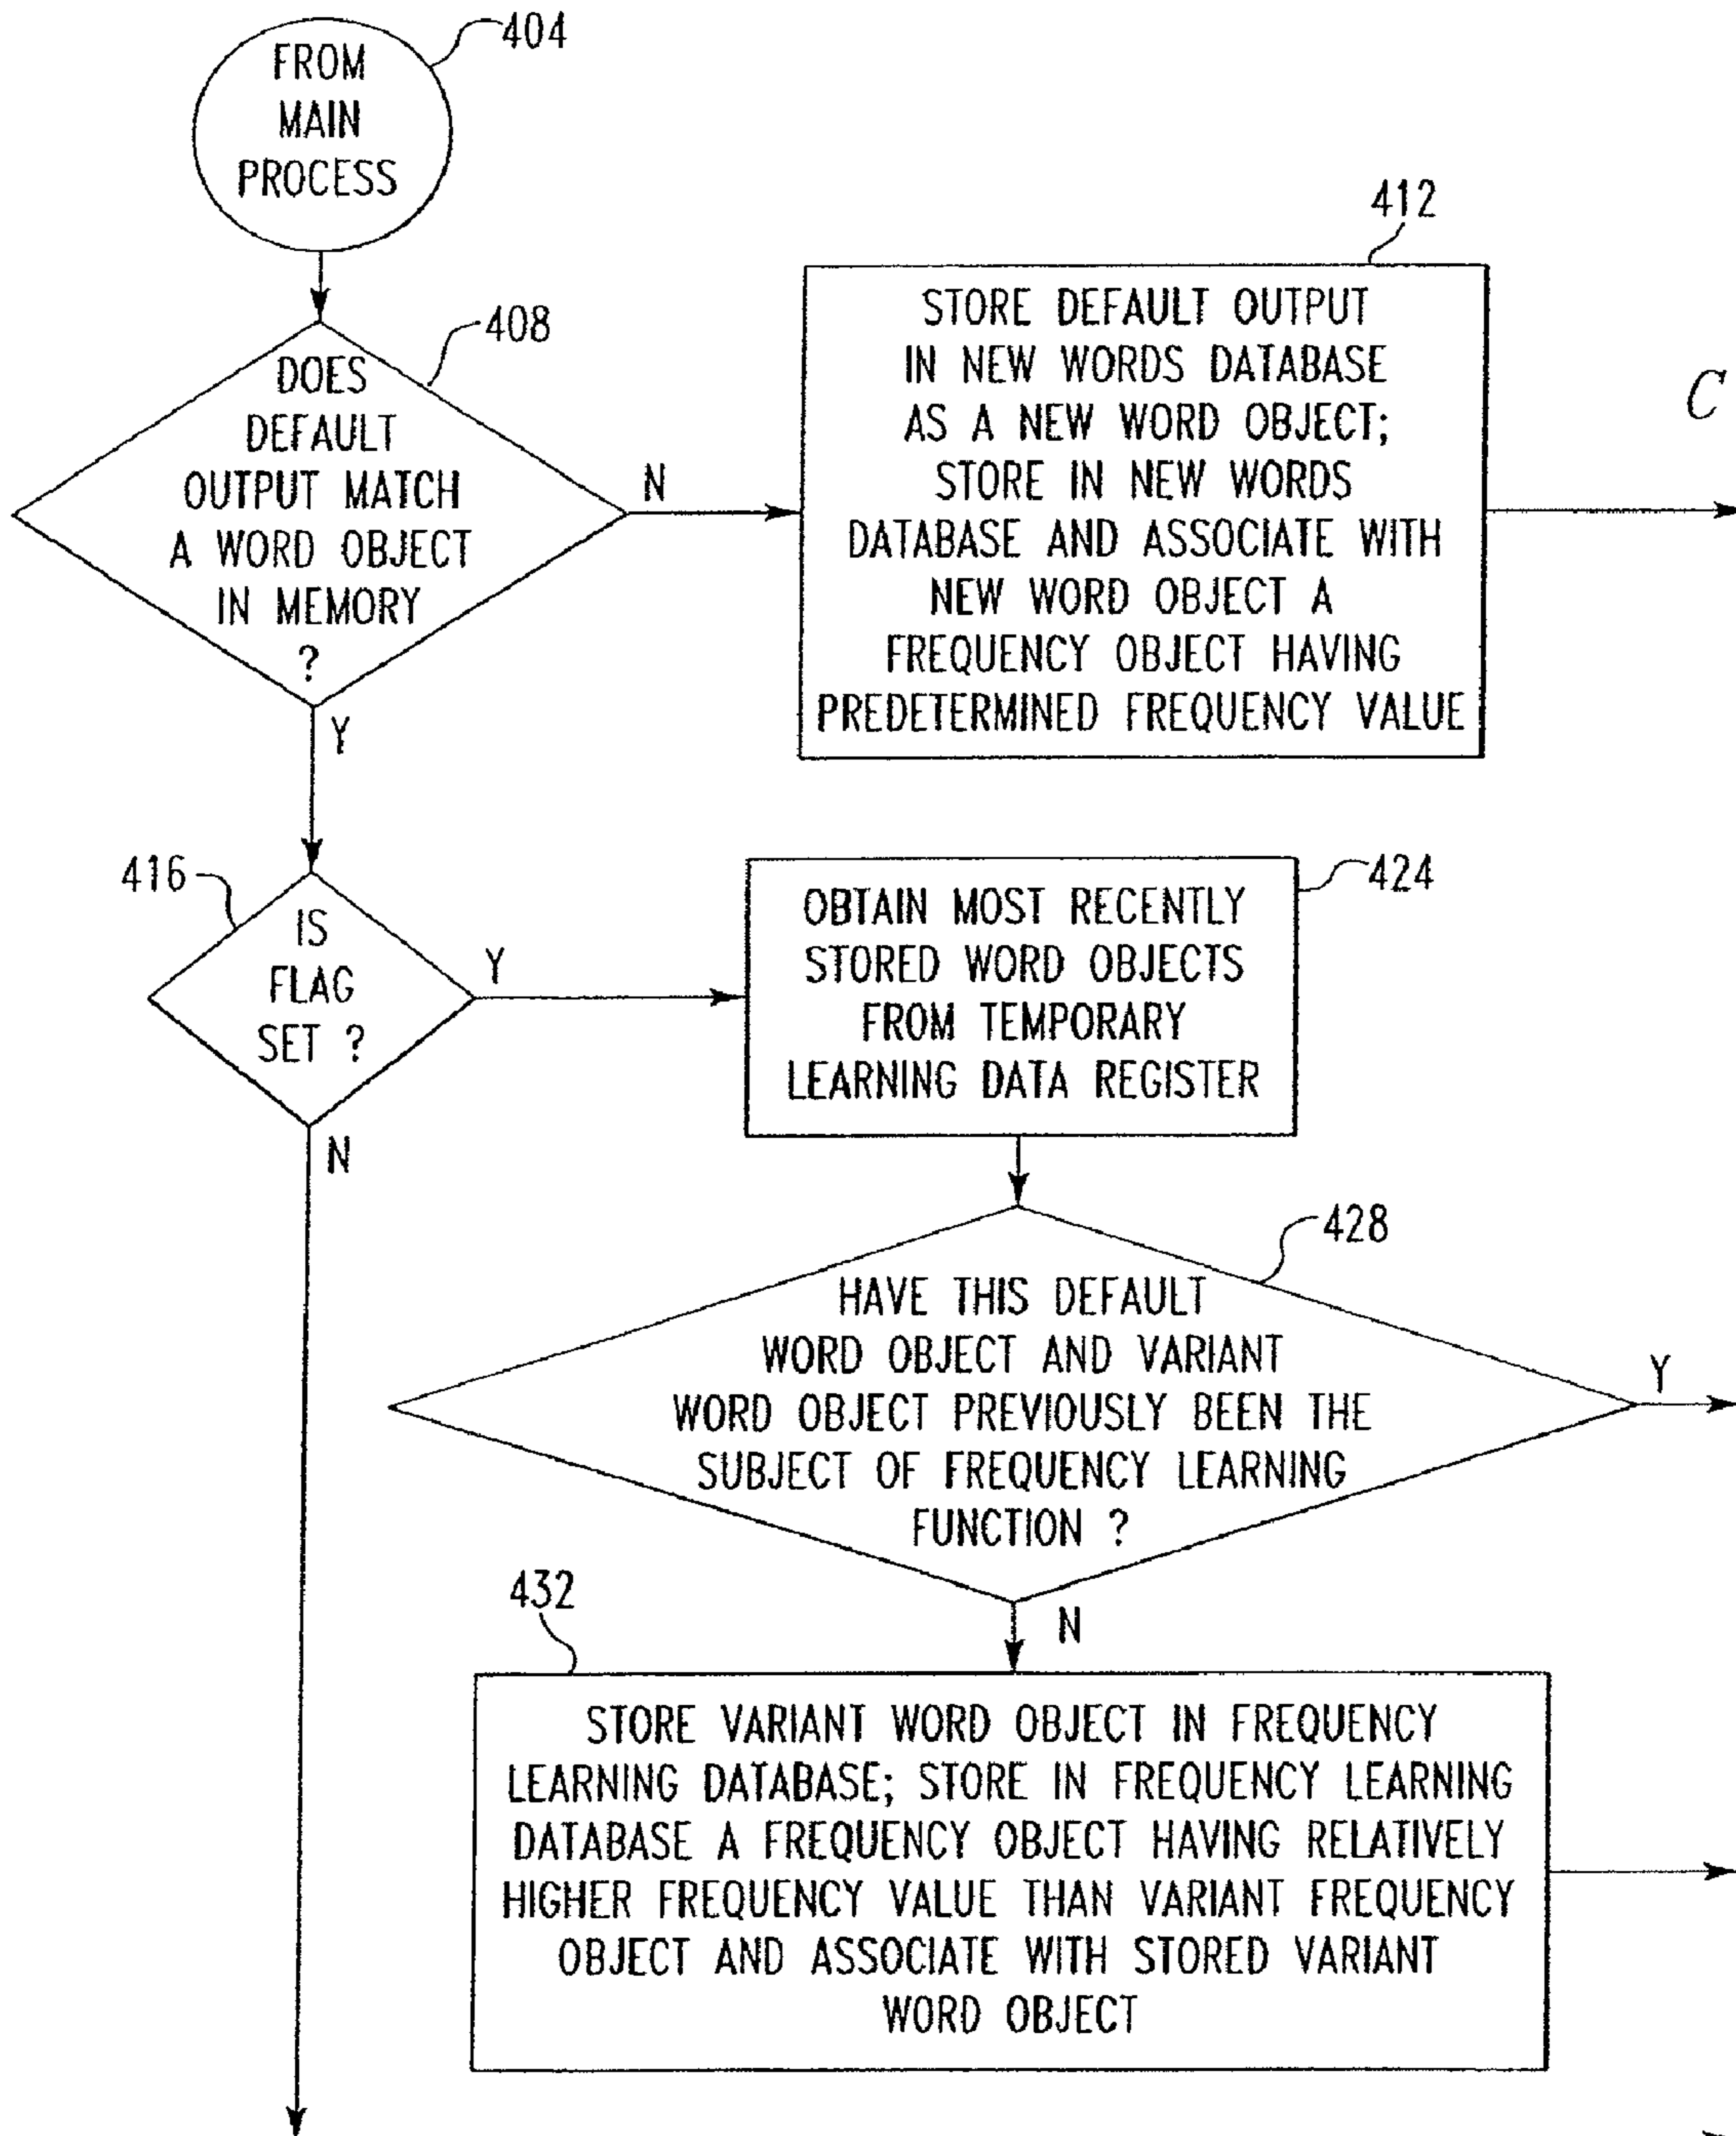 404
FROM
MAIN
PROCESS
408
DOES
DEFAULT
OUTPUT MATCH
A WORD OBJECT
IN MEMORY
?
N
Y
412
STORE DEFAULT OUTPUT
IN NEW WORDS DATABASE
AS A NEW WORD OBJECT;
STORE IN NEW WORDS
DATABASE AND ASSOCIATE WITH
NEW WORD OBJECT A
FREQUENCY OBJECT HAVING
PREDETERMINED FREQUENCY VALUE
C
416
IS
FLAG
SET ?
Y
N
424
OBTAIN MOST RECENTLY
STORED WORD OBJECTS
FROM TEMPORARY
LEARNING DATA REGISTER
428
HAVE THIS DEFAULT
WORD OBJECT AND VARIANT
WORD OBJECT PREVIOUSLY BEEN THE
SUBJECT OF FREQUENCY LEARNING
FUNCTION ?
Y
N
432
STORE VARIANT WORD OBJECT IN FREQUENCY
LEARNING DATABASE; STORE IN FREQUENCY LEARNING
DATABASE A FREQUENCY OBJECT HAVING RELATIVELY
HIGHER FREQUENCY VALUE THAN VARIANT FREQUENCY
OBJECT AND ASSOCIATE WITH STORED VARIANT
WORD OBJECT